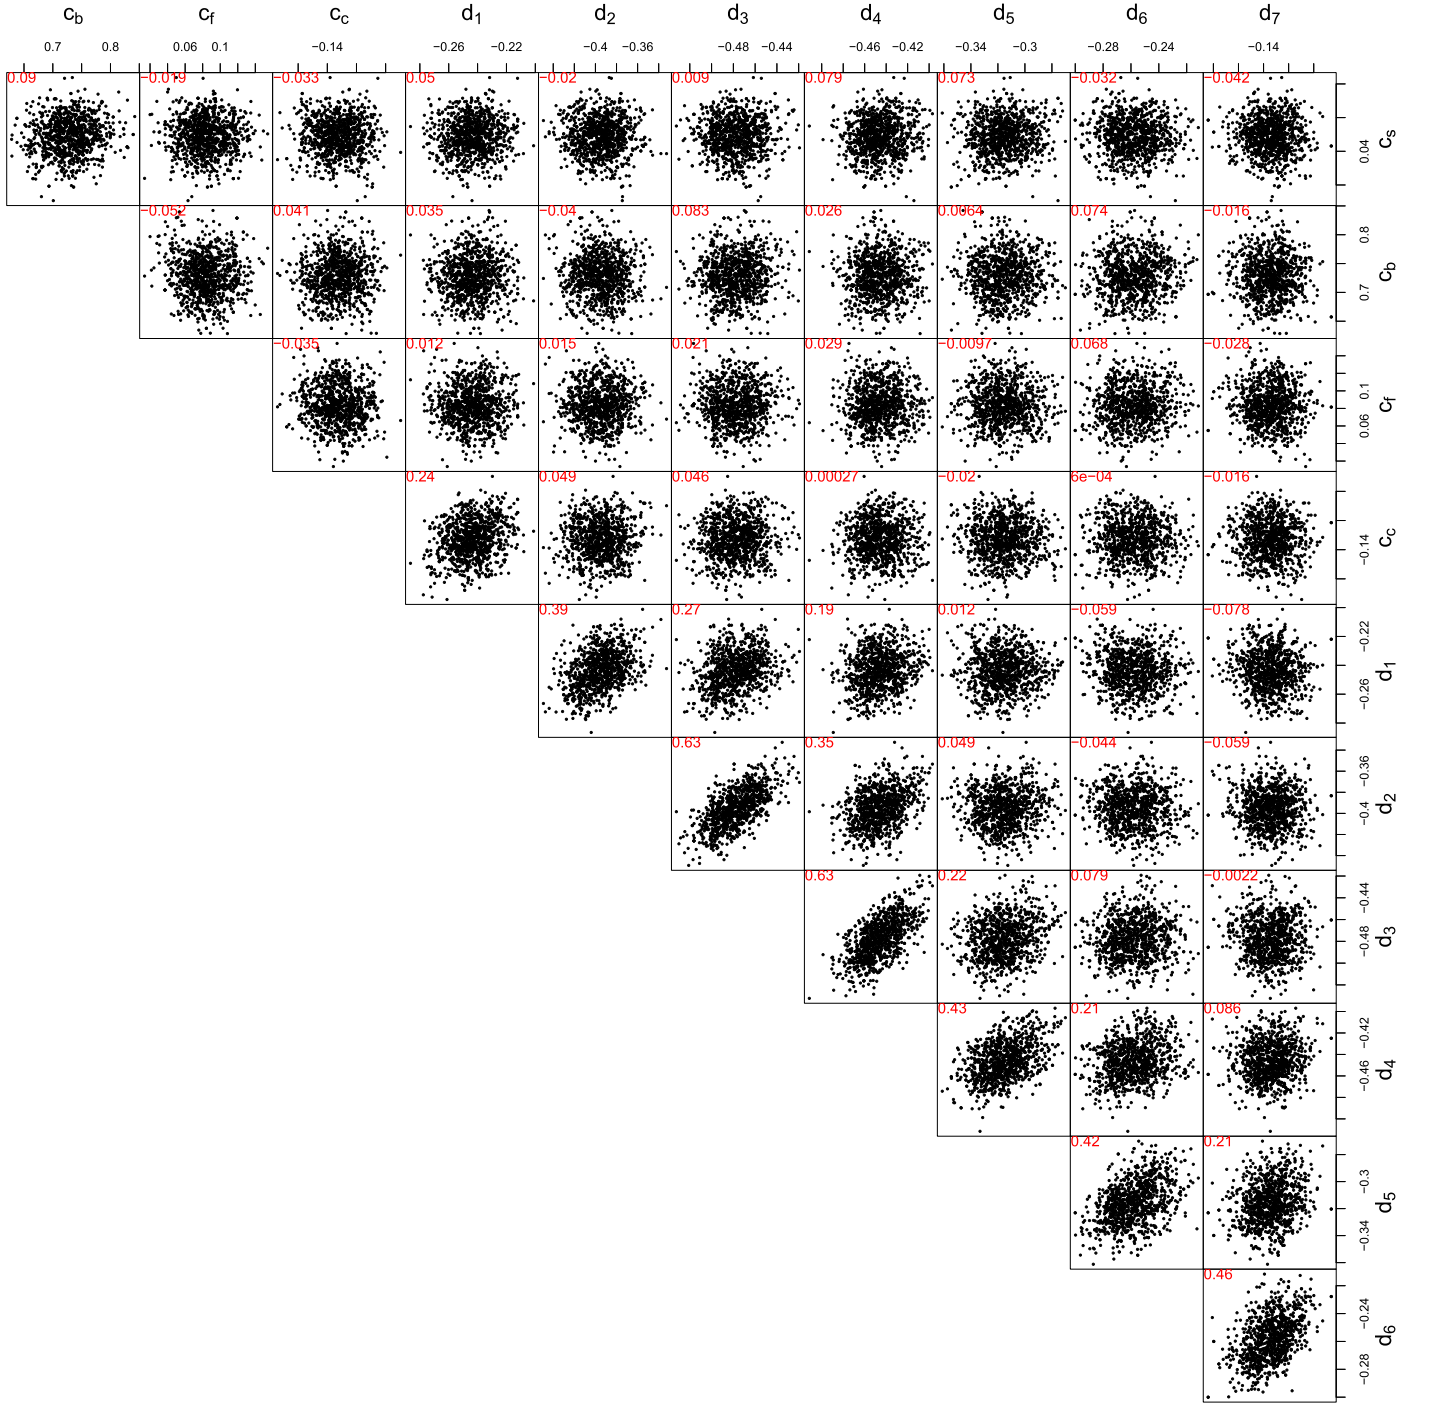 c_b c_f c_c d_1 d_2 d_3 d_4 d_5 d_6 d_7
0.7 0.8 0.06 0.1 −0.14 −0.26 −0.22 −0.4 −0.36 −0.48 −0.44 −0.46 −0.42 −0.34 −0.3 −0.28 −0.24 −0.14
0.09 −0.019 −0.033 0.05 −0.02 0.009 0.079 0.073 −0.032 −0.042
0.04 c_s
−0.052 0.041 0.035 −0.04 0.083 0.026 0.0064 0.074 −0.016
0.7 0.8 c_b
−0.035 0.012 0.015 0.021 0.029 −0.0097 0.068 −0.028
0.06 0.1 c_f
0.24 0.049 0.046 0.00027 −0.02 6e−04 −0.016
−0.14 c_c
0.39 0.27 0.19 0.012 −0.059 −0.078
−0.26 −0.22 d_1
0.63 0.35 0.049 −0.044 −0.059
−0.4 −0.36 d_2
0.63 0.22 0.079 −0.0022
−0.48 −0.44 d_3
0.43 0.21 0.086
−0.46 −0.42 d_4
0.42 0.21
−0.34 −0.3 d_5
0.46
−0.28 −0.24 d_6